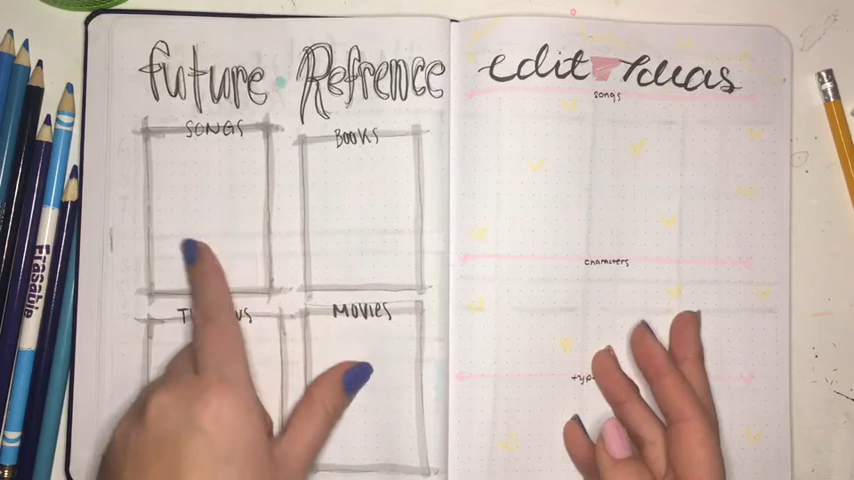 future • Refrence
SONGS
BOOKS
MOVIES
edit Ideas
songs
characters
Erasable